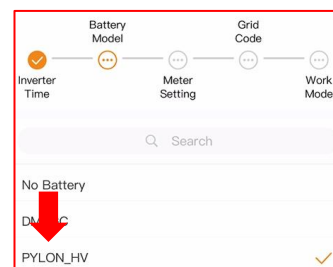 Battery
Model
Grid
Code
Inverter
Time
Meter
Setting
Work
Mode
Search
No Battery
PYLON_HV